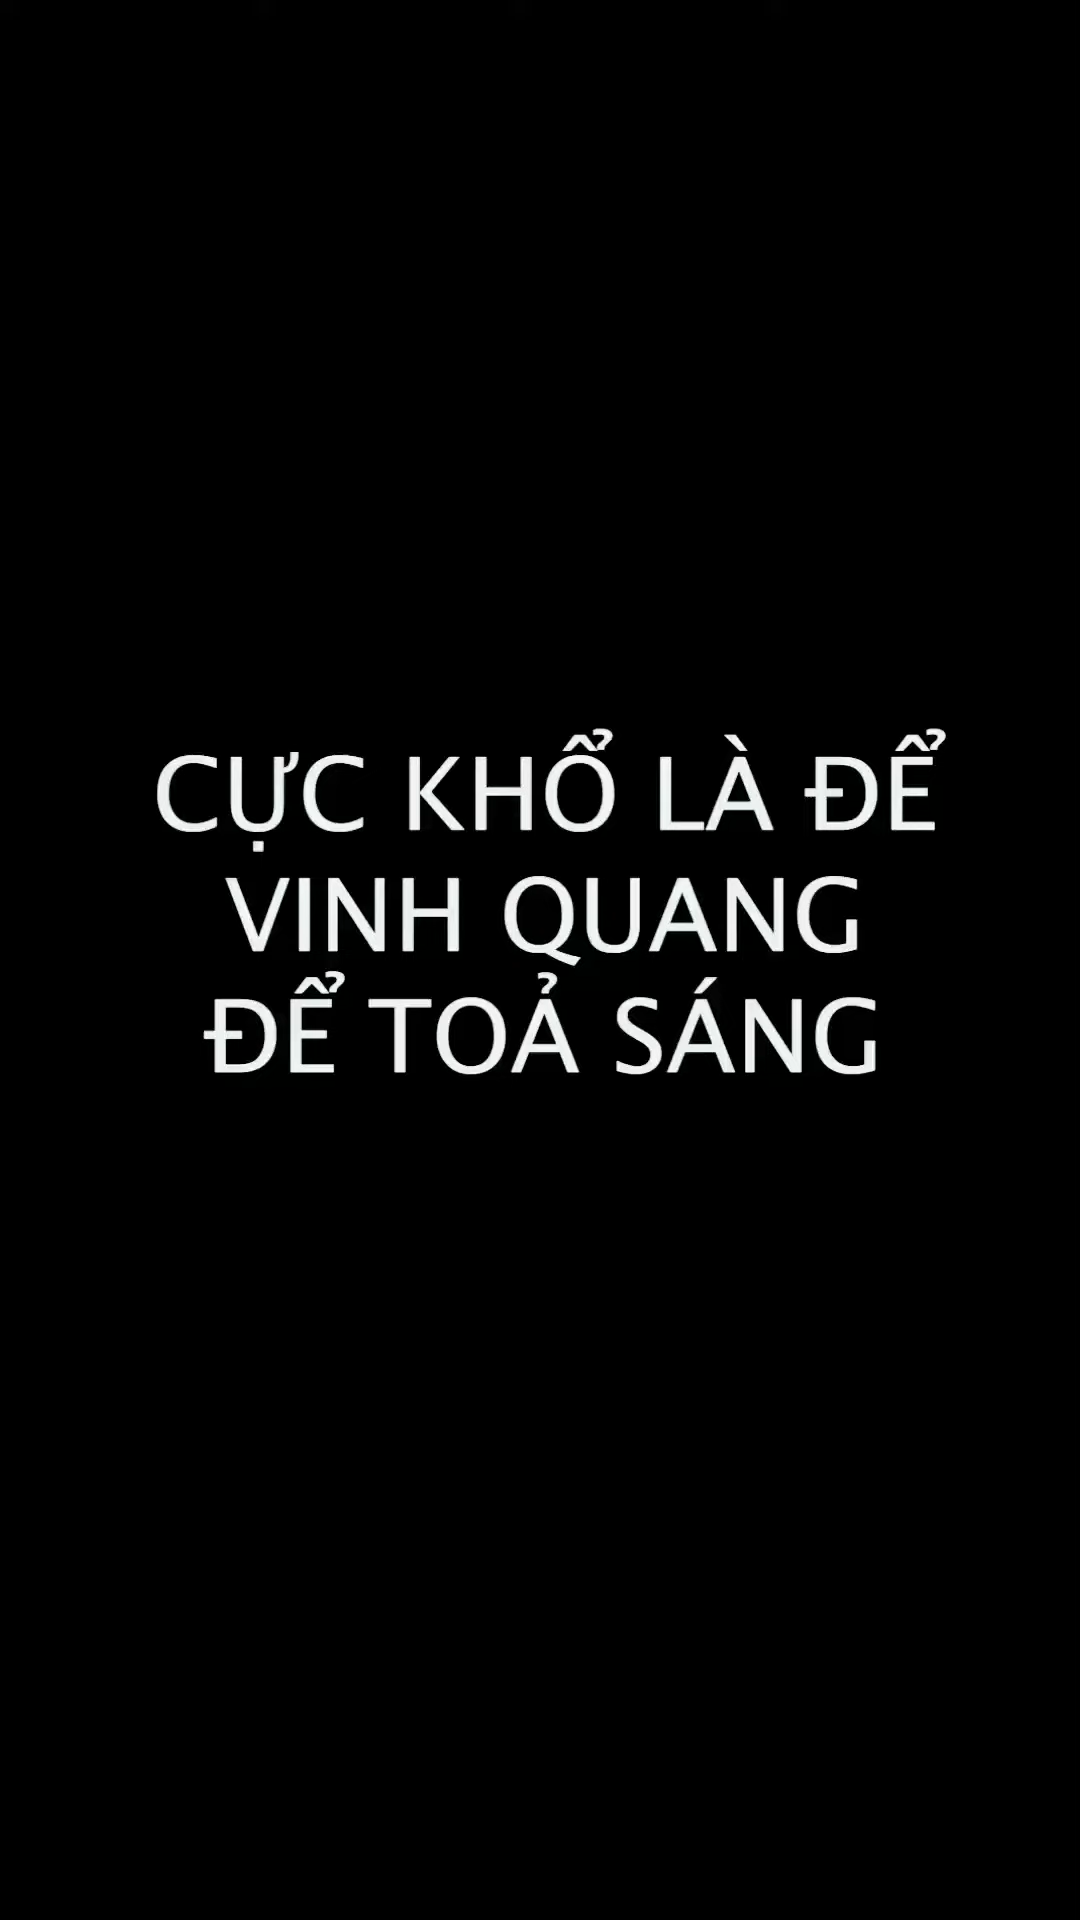 CỰC KHỔ LÀ ĐỂ
VINH QUANG
ĐỂ TOẢ SÁNG